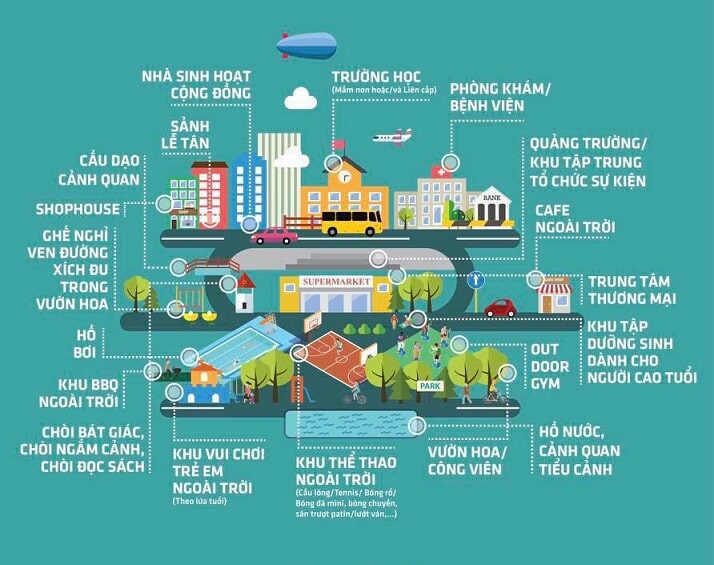 NHÀ SINH HOẠT
CỘNG ĐỒNG
TRƯỜNG HỌC
(Mầm non hoặc/và Liên cấp)
PHÒNG KHÁM/
BỆNH VIỆN
SẢNH
LỄ TÂN
QUẢNG TRƯỜNG/
KHU TẬP TRUNG
TỔ CHỨC SỰ KIỆN
CẦU DẠO
CẢNH QUAN
SHOPHOUSE
CAFE
NGOÀI TRỜI
SHOP
BANK
GHẾ NGHỈ
VEN ĐƯỜNG
XÍCH ĐU
TRONG
VƯỜN HOA
SUPERMARKET
TRUNG TÂM
THƯƠNG MẠI
HỒ
BƠI
KHU TẬP
DƯỠNG SINH
DÀNH CHO
NGƯỜI CAO TUỔI
OUT
DOOR
GYM
KHU BBQ
NGOÀI TRỜI
PARK
CHÒI BÁT GIÁC,
CHÒI NGẮM CẢNH,
CHÒI ĐỌC SÁCH
KHU VUI CHƠI
TRẺ EM
NGOÀI TRỜI
(Theo lứa tuổi)
KHU THỂ THAO
NGOÀI TRỜI
(Cầu lông/Tennis/ Bóng rổ/
Bóng đá mini, bóng chuyền,
sân trượt patin/lướt ván,...)
VƯỜN HOA/
CÔNG VIÊN
HỒ NƯỚC,
CẢNH QUAN
TIỂU CẢNH